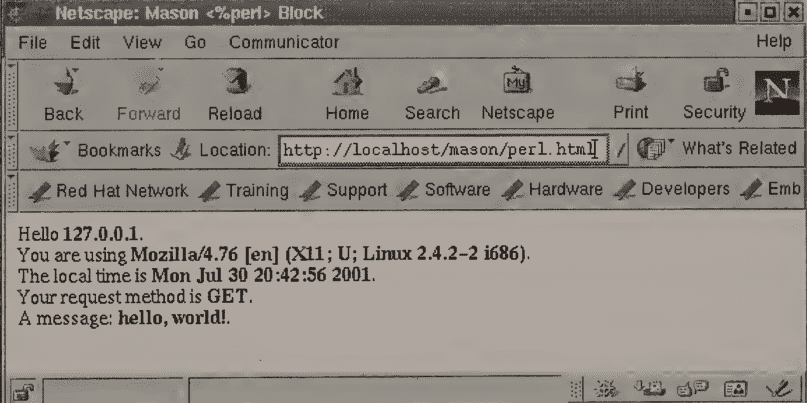 Netscape: Mason <%perl> Block
File Edit View Go Communicator Help
Back Forward Reload Home Search My Netscape Print Security N
Bookmarks Location: http://localhost/mason/perl.html What's Related
Red Hat Network Training Support Software Hardware Developers Emb
Hello 127.0.0.1.
You are using Mozilla/4.76 [en] (X11; U; Linux 2.4.2-2 i686).
The local time is Mon Jul 30 20:42:56 2001.
Your request method is GET.
A message: hello, world!.